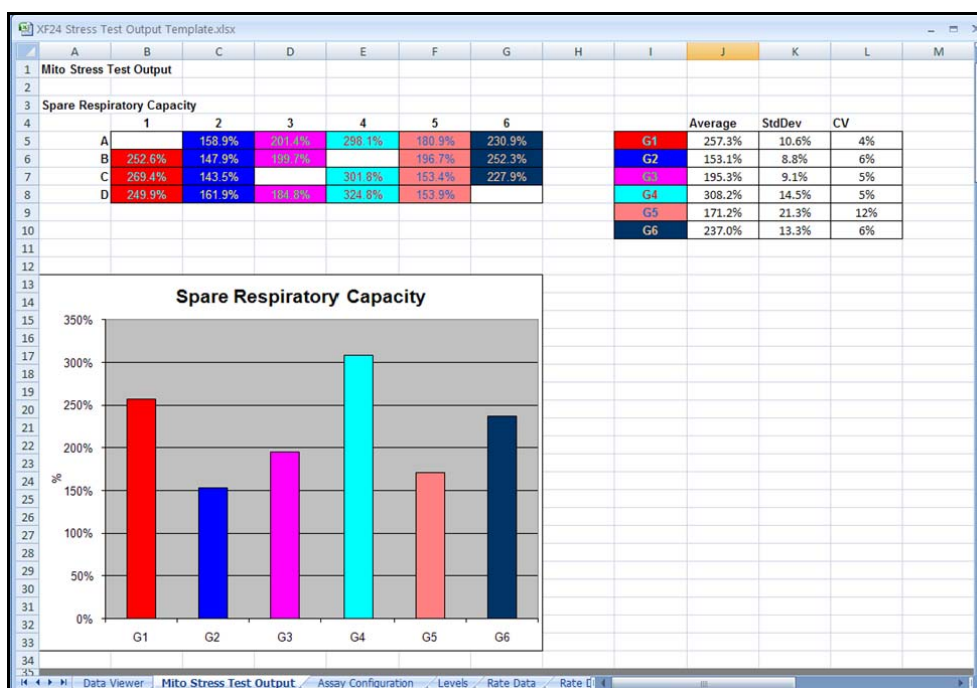 XF24 Stress Test Output Template.xlsx
A B C D E F G H I J K L M
1 Mito Stress Test Output
2
3 Spare Respiratory Capacity
4 1 2 3 4 5 6 Average StdDev CV
5 A 158.9% 201.4% 298.1% 180.9% 230.9% G1 257.3% 10.6% 4%
6 B 252.6% 147.9% 199.7% 196.7% 252.3% G2 153.1% 8.8% 6%
7 C 269.4% 143.5% 301.8% 153.4% 227.9% G3 195.3% 9.1% 5%
8 D 249.9% 161.9% 184.8% 324.8% 153.9% G4 308.2% 14.5% 5%
9 G5 171.2% 21.3% 12%
10 G6 237.0% 13.3% 6%
11
12
13
14 Spare Respiratory Capacity
15 350%
16
17 300%
18
19
20 250%
21
22 200%
23
24 %
25 150%
26
27 100%
28
29
30 50%
31
32 0%
33 G1 G2 G3 G4 G5 G6
34
35
Data Viewer Mito Stress Test Output Assay Configuration Levels Rate Data Rate